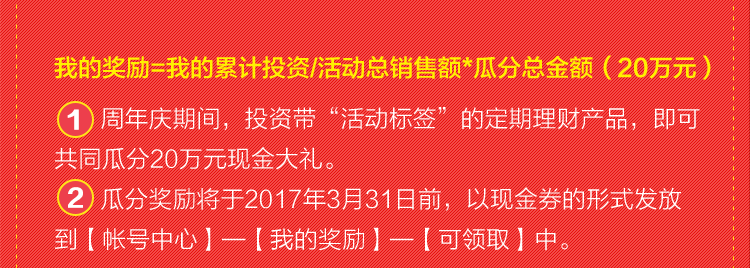 我的奖励=我的累计投资/活动总销售额*瓜分总金额（20万元）
1 周年庆期间，投资带“活动标签”的定期理财产品，即可
共同瓜分20万元现金大礼。
2 瓜分奖励将于2017年3月31日前，以现金券的形式发放
到【帐号中心】—【我的奖励】—【可领取】中。